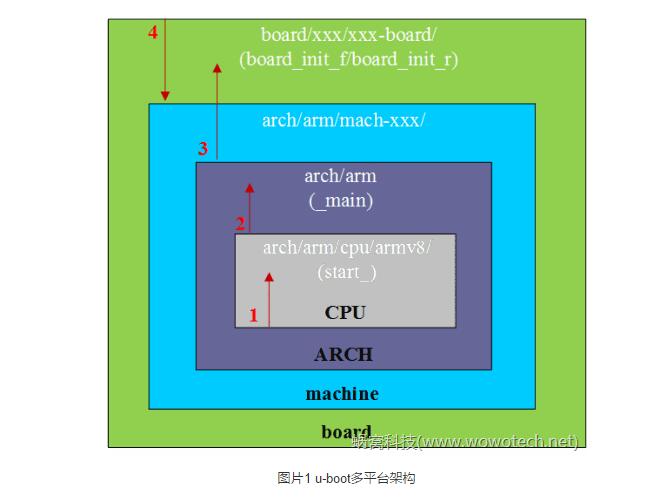 4
board/xxx/xxx-board/
(board_init_f/board_init_r)
arch/arm/mach-xxx/
3
arch/arm
(_main)
2
arch/arm/cpu/armv8/
(start_)
1
CPU
ARCH
machine
board
蜗窝科技(www.wowotech.net)
图片1 u-boot多平台架构